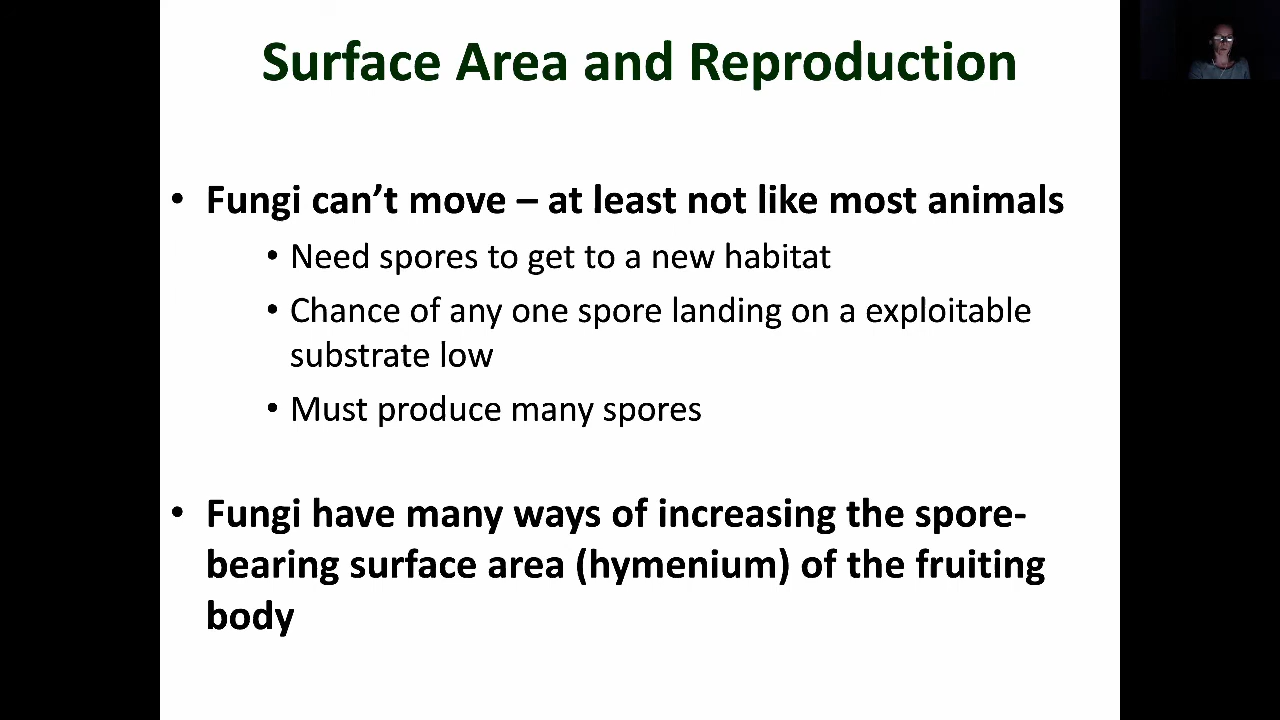 Surface Area and Reproduction
• Fungi can’t move – at least not like most animals
• Need spores to get to a new habitat
• Chance of any one spore landing on a exploitable
substrate low
• Must produce many spores
• Fungi have many ways of increasing the spore-
bearing surface area (hymenium) of the fruiting
body